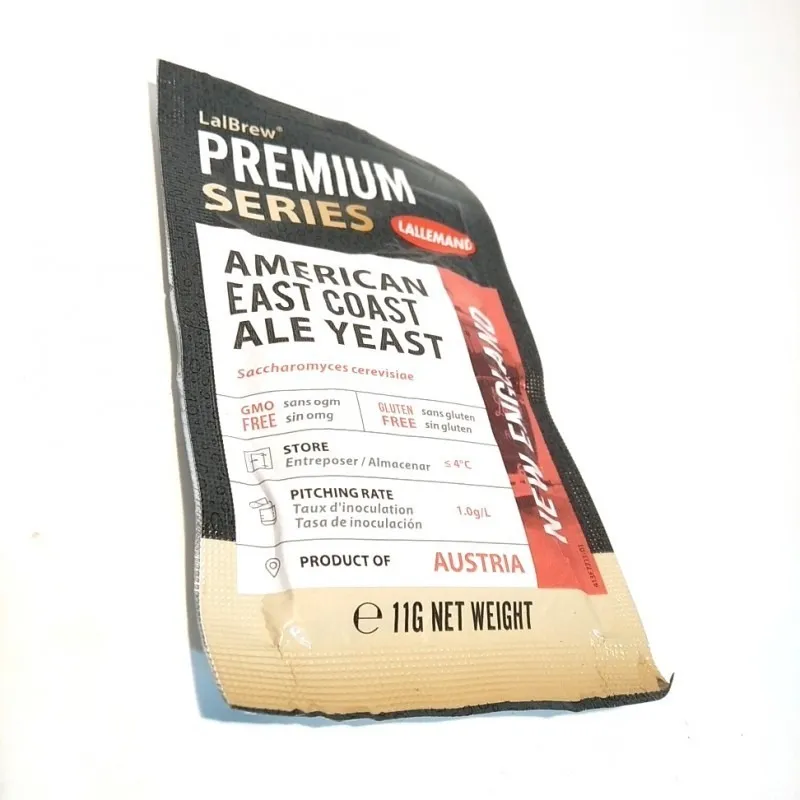 LalBrew®
PREMIUM
SERIES
LALLEMAND
AMERICAN
EAST COAST
ALE YEAST
Saccharomyces cerevisiae
NEW ENGLAND
GMO FREE
sans ogm
sin omg
GLUTEN FREE
sans gluten
sin gluten
STORE
Entreposer / Almacenar
≤ 4°C
PITCHING RATE
Taux d'inoculation
Tasa de inoculación
1.0g/L
PRODUCT OF AUSTRIA
℮ 11G NET WEIGHT